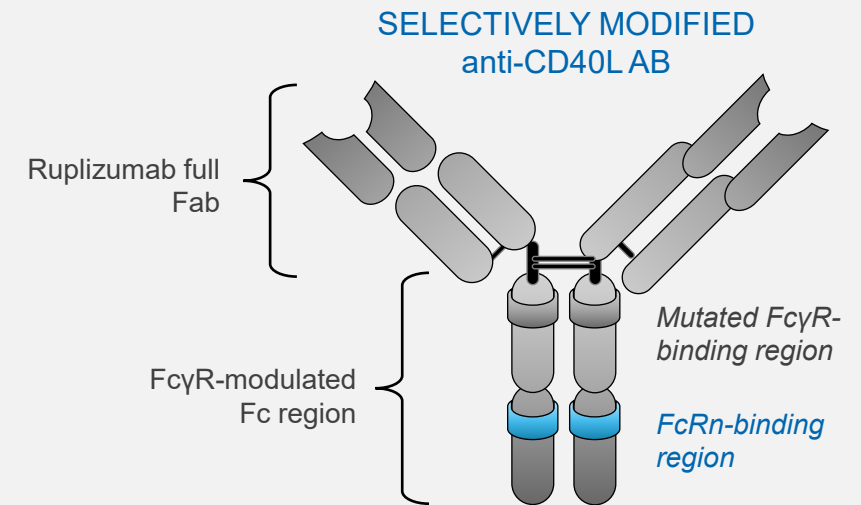 SELECTIVELY MODIFIED
anti-CD40L AB
Ruplizumab full
Fab
FcγR-modulated
Fc region
Mutated FcγR-
binding region
FcRn-binding
region